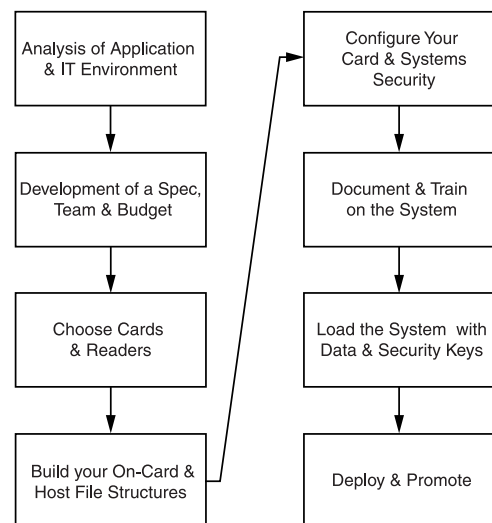 Analysis of Application
& IT Environment
Development of a Spec,
Team & Budget
Choose Cards
& Readers
Build your On-Card &
Host File Structures
Configure Your
Card & Systems
Security
Document & Train
on the System
Load the System with
Data & Security Keys
Deploy & Promote